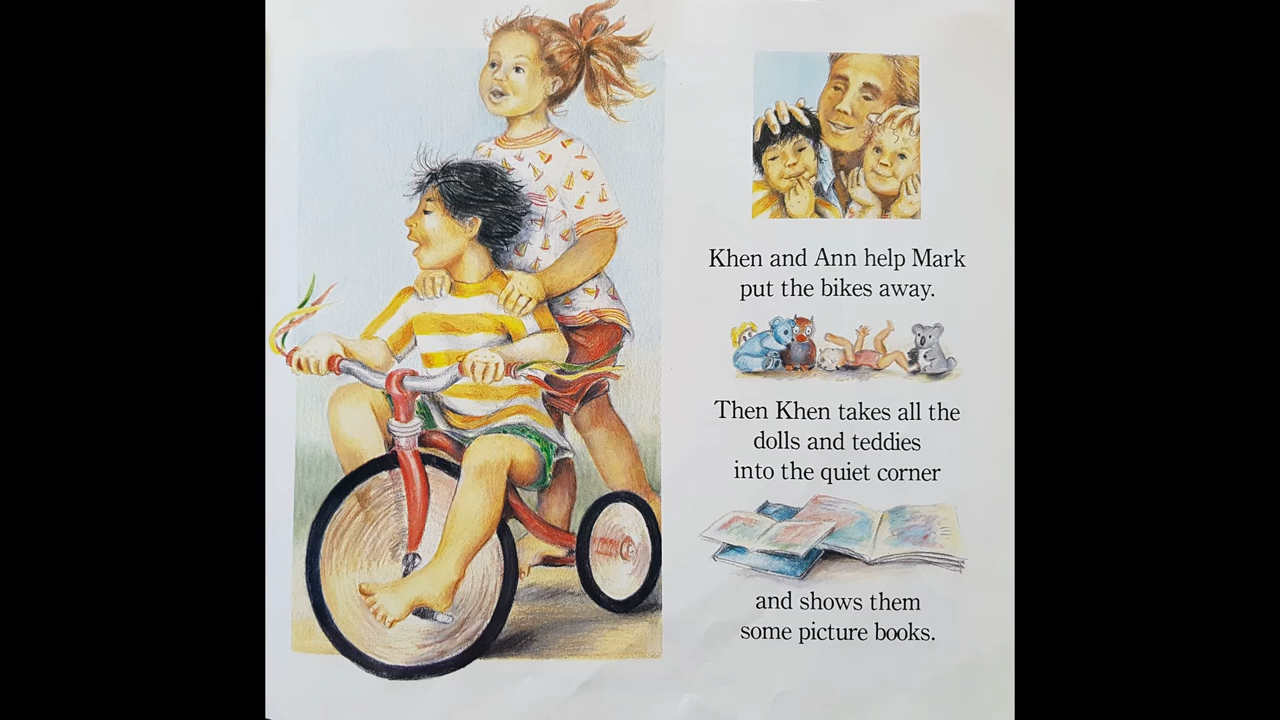 Khen and Ann help Mark
put the bikes away.
Then Khen takes all the
dolls and teddies
into the quiet corner
and shows them
some picture books.